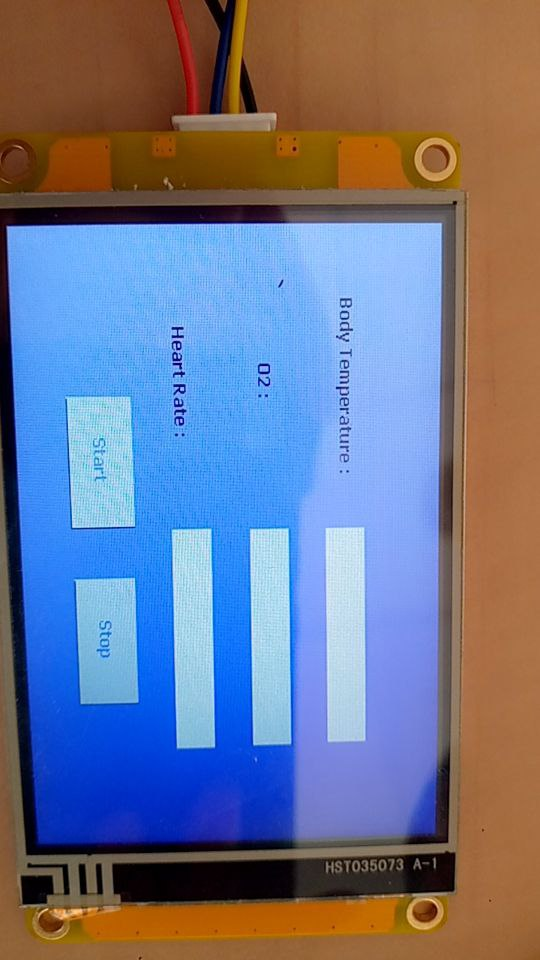 Body Temperature :
O2 :
Heart Rate :
Start
Stop
HST035073 A-1